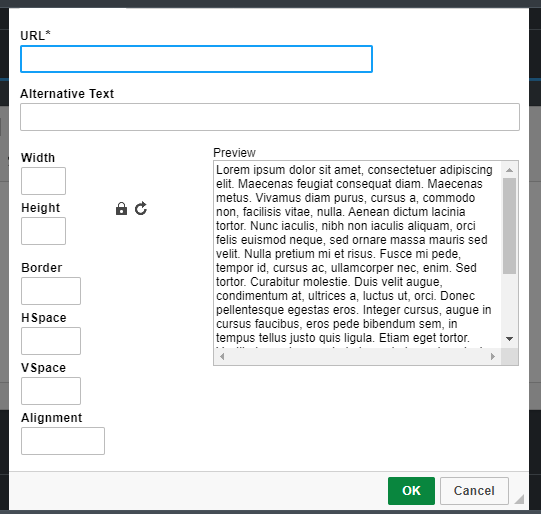 URL*
Alternative Text
Width
Height
Border
HSpace
VSpace
Alignment
Preview
Lorem ipsum dolor sit amet, consectetuer adipiscing
elit. Maecenas feugiat consequat diam. Maecenas
metus. Vivamus diam purus, cursus a, commodo
non, facilisis vitae, nulla. Aenean dictum lacinia
tortor. Nunc iaculis, nibh non iaculis aliquam, orci
felis euismod neque, sed ornare massa mauris sed
velit. Nulla pretium mi et risus. Fusce mi pede,
tempor id, cursus ac, ullamcorper nec, enim. Sed
tortor. Curabitur molestie. Duis velit augue,
condimentum at, ultrices a, luctus ut, orci. Donec
pellentesque egestas eros. Integer cursus, augue in
cursus faucibus, eros pede bibendum sem, in
tempus tellus justo quis ligula. Etiam eget tortor.
OK
Cancel